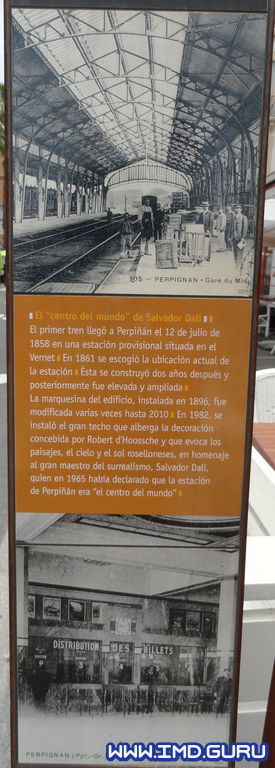 105 - PERPIGNAN - Gare du Mid
El "centro del mundo" de Salvador Dalí
El primer tren llegó a Perpiñán el 12 de julio de
1858 en una estación provisional situada en el
Vernet En 1861 se escogió la ubicación actual de
la estación Ésta se construyó dos años después y
posteriormente fue elevada y ampliada
La marquesina del edificio, instalada en 1896, fue
modificada varias veces hasta 2010 En 1982, se
instaló el gran techo que alberga la decoración
concebida por Robert d'Hoossche y que evoca los
paisajes, el cielo y el sol roselloneses, en homenaje
al gran maestro del surrealismo, Salvador Dalí,
quien en 1965 había declarado que la estación
de Perpiñán era "el centro del mundo"
DISTRIBUTION DES BILLETS
PERPIGNAN (Pyr.-Or
WWW.IMD.GURU